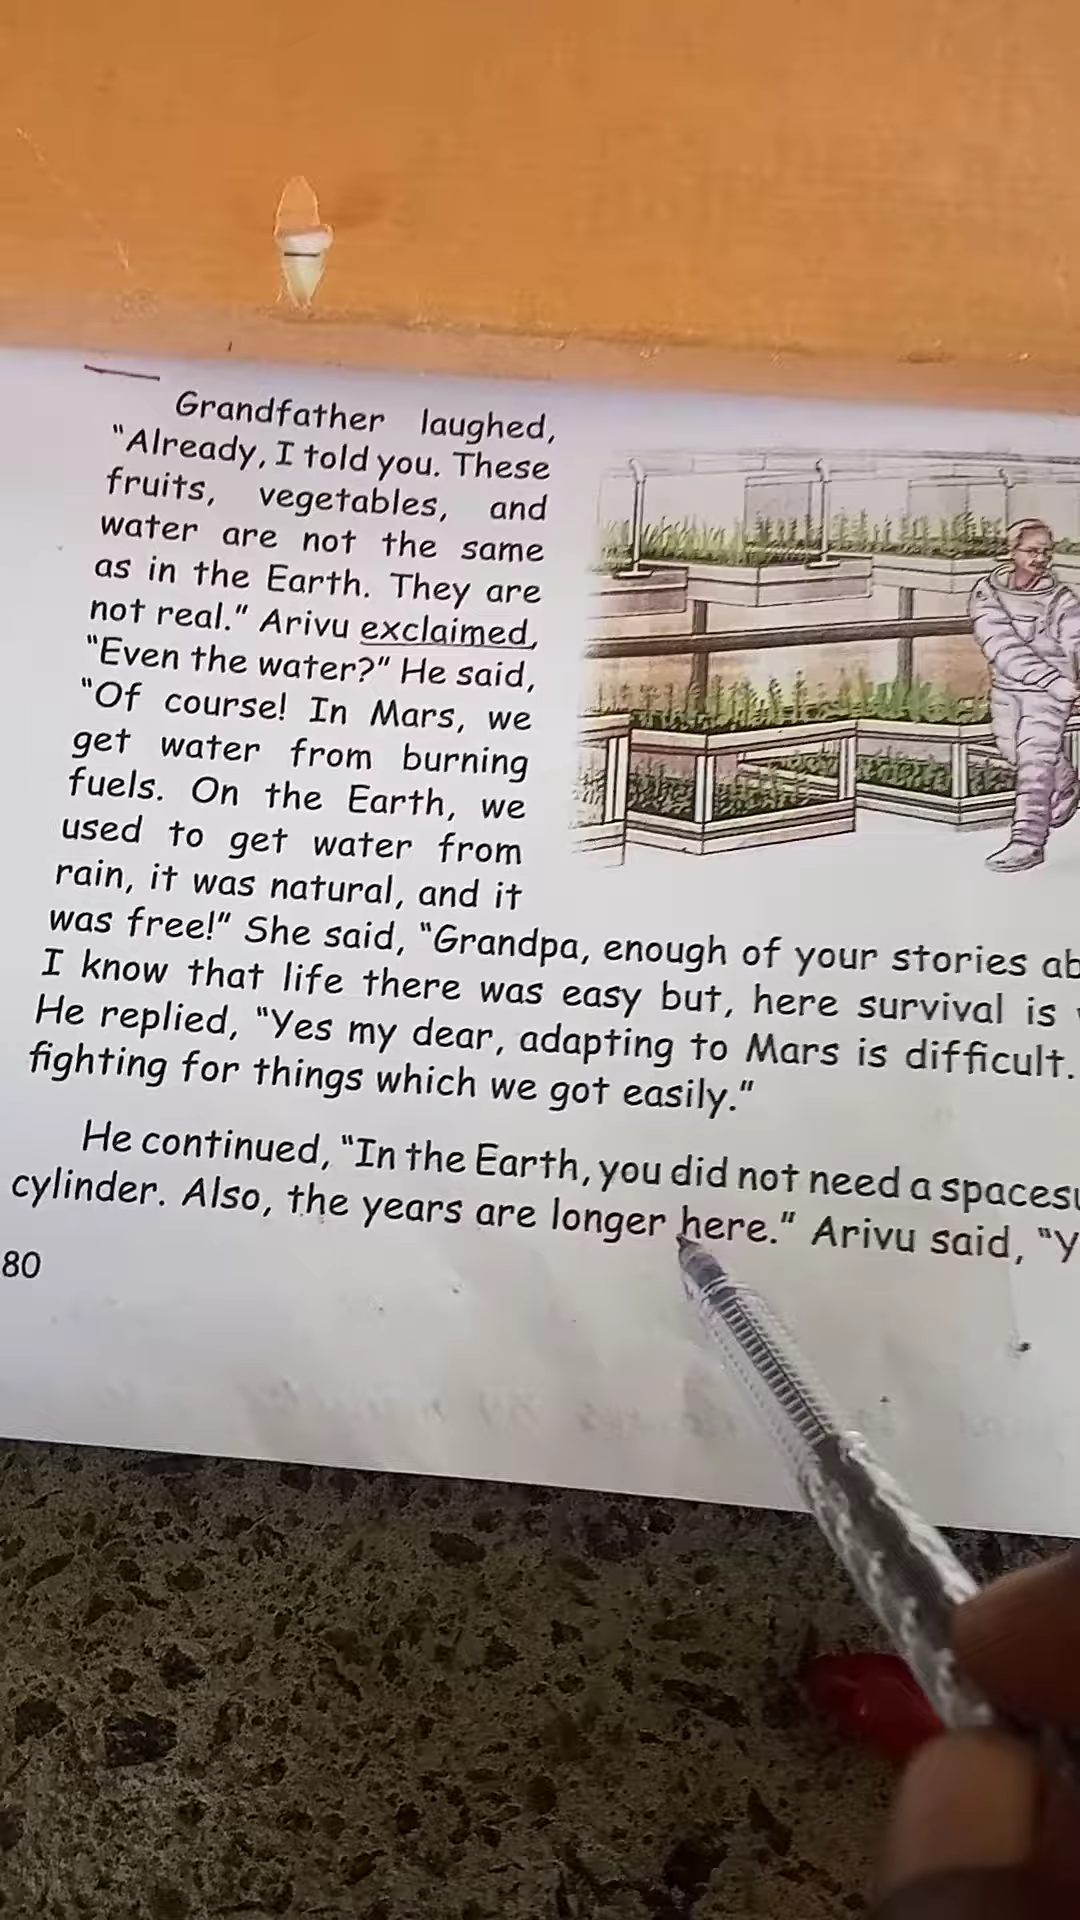 Grandfather laughed,
"Already, I told you. These
fruits, vegetables, and
water are not the same
as in the Earth. They are
not real." Arivu exclaimed,
"Even the water?" He said,
"Of course! In Mars, we
get water from burning
fuels. On the Earth, we
used to get water from
rain, it was natural, and it
was free!" She said, "Grandpa, enough of your stories
I know that life there was easy but, here survival is
He replied, "Yes my dear, adapting to Mars is difficult.
fighting for things which we got easily."
He continued, "In the Earth, you did not need a
cylinder. Also, the years are longer here." Arivu said,
80